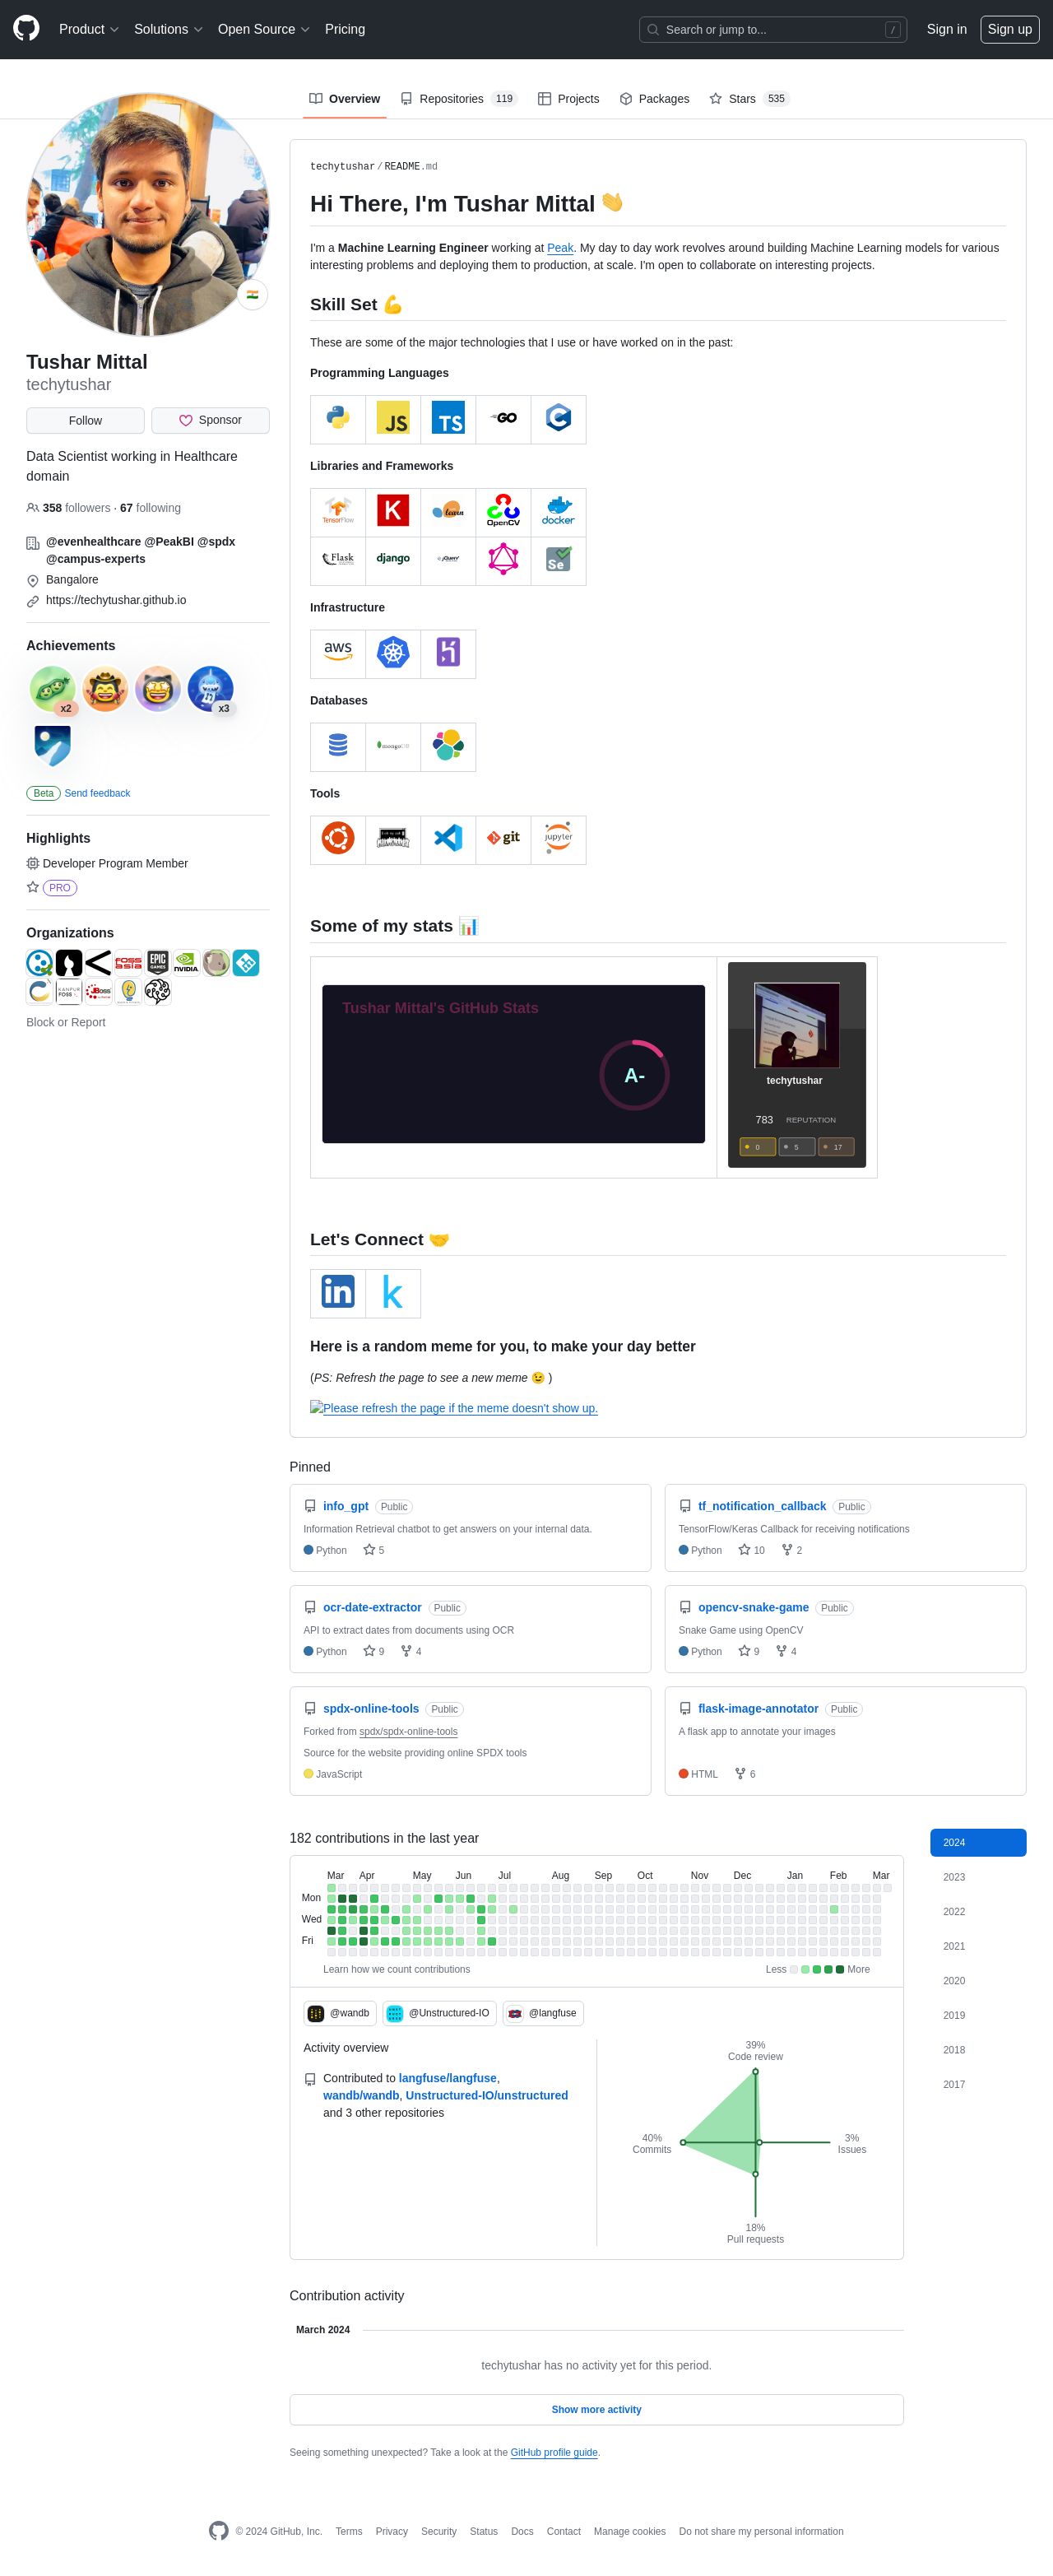 Product Solutions Open Source Pricing Search or jump to... / Sign in Sign up
Overview Repositories 119 Projects Packages Stars 535
techytushar/README.md
Hi There, I'm Tushar Mittal 👋
I'm a Machine Learning Engineer working at Peak. My day to day work revolves around building Machine Learning models for various
interesting problems and deploying them to production, at scale. I'm open to collaborate on interesting projects.
Skill Set 💪
These are some of the major technologies that I use or have worked on in the past:
Programming Languages
JS TS GO C
Libraries and Frameworks
TensorFlow K learn OpenCV docker
Flask django jQuery Se
Infrastructure
aws
Databases
mongoDB
Tools
git jupyter
Some of my stats 📊
Tushar Mittal's GitHub Stats
A-
techytushar
783 REPUTATION
0 5 17
Let's Connect 🤝
in k
Here is a random meme for you, to make your day better
(PS: Refresh the page to see a new meme 😉 )
Please refresh the page if the meme doesn't show up.
Tushar Mittal
techytushar
Follow Sponsor
Data Scientist working in Healthcare
domain
358 followers · 67 following
@evenhealthcare @PeakBI @spdx
@campus-experts
Bangalore
https://techytushar.github.io
Achievements
x2 x3
Beta Send feedback
Highlights
Developer Program Member
PRO
Organizations
FOSS ASIA EPIC GAMES NVIDIA
KANPUR FOSS JBoss
Block or Report
Pinned
info_gpt Public
Information Retrieval chatbot to get answers on your internal data.
Python 5
tf_notification_callback Public
TensorFlow/Keras Callback for receiving notifications
Python 10 2
ocr-date-extractor Public
API to extract dates from documents using OCR
Python 9 4
opencv-snake-game Public
Snake Game using OpenCV
Python 9 4
spdx-online-tools Public
Forked from spdx/spdx-online-tools
Source for the website providing online SPDX tools
JavaScript
flask-image-annotator Public
A flask app to annotate your images
HTML 6
182 contributions in the last year
Mar Apr May Jun Jul Aug Sep Oct Nov Dec Jan Feb Mar
Mon
Wed
Fri
Learn how we count contributions Less More
@wandb @Unstructured-IO @langfuse
Activity overview
Contributed to langfuse/langfuse,
wandb/wandb, Unstructured-IO/unstructured
and 3 other repositories
39%
Code review
40%
Commits
3%
Issues
18%
Pull requests
2024
2023
2022
2021
2020
2019
2018
2017
Contribution activity
March 2024
techytushar has no activity yet for this period.
Show more activity
Seeing something unexpected? Take a look at the GitHub profile guide.
© 2024 GitHub, Inc. Terms Privacy Security Status Docs Contact Manage cookies Do not share my personal information